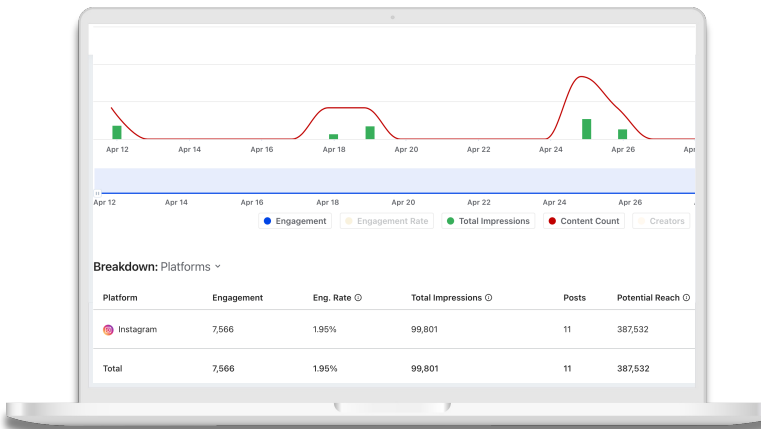 Apr 12 Apr 14 Apr 16 Apr 18 Apr 20 Apr 22 Apr 24 Apr 26
Apr 12 Apr 14 Apr 16 Apr 18 Apr 20 Apr 22 Apr 24 Apr 26
Engagement Engagement Rate Total Impressions Content Count Creators
Breakdown: Platforms
Platform Engagement Eng. Rate Total Impressions Posts Potential Reach
Instagram 7,566 1.95% 99,801 11 387,532
Total 7,566 1.95% 99,801 11 387,532